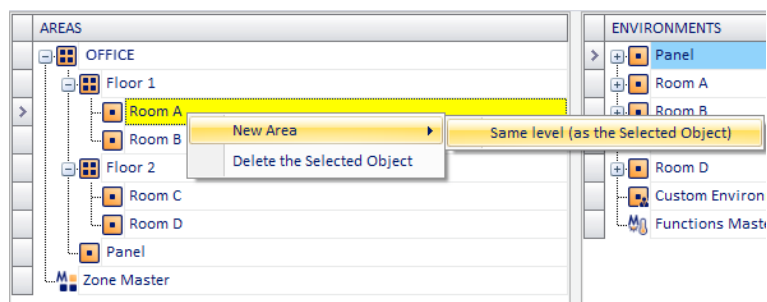 AREAS
OFFICE
Floor 1
Room A
Room B
Floor 2
Room C
Room D
Panel
Zone Master
New Area
Delete the Selected Object
Same level (as the Selected Object)
ENVIRONMENTS
Panel
Room A
Room B
Room D
Custom Environ
Functions Maste